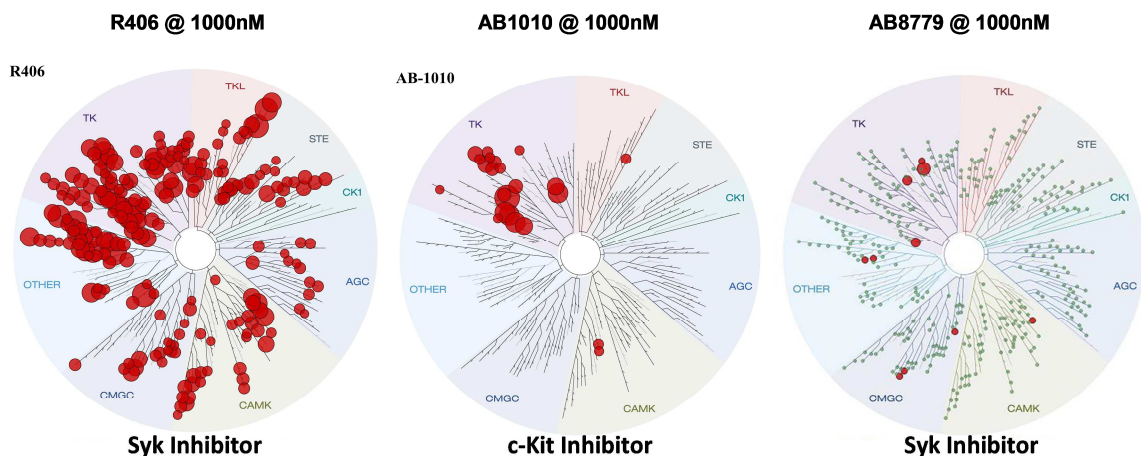 R406 @ 1000nM
AB1010 @ 1000nM
AB8779 @ 1000nM
R406
AB-1010
TK
TKL
STE
CK1
AGC
CAMK
CMGC
OTHER
TK
TKL
STE
CK1
AGC
CAMK
CMGC
OTHER
TK
TKL
STE
CK1
AGC
CAMK
CMGC
OTHER
Syk Inhibitor
c-Kit Inhibitor
Syk Inhibitor